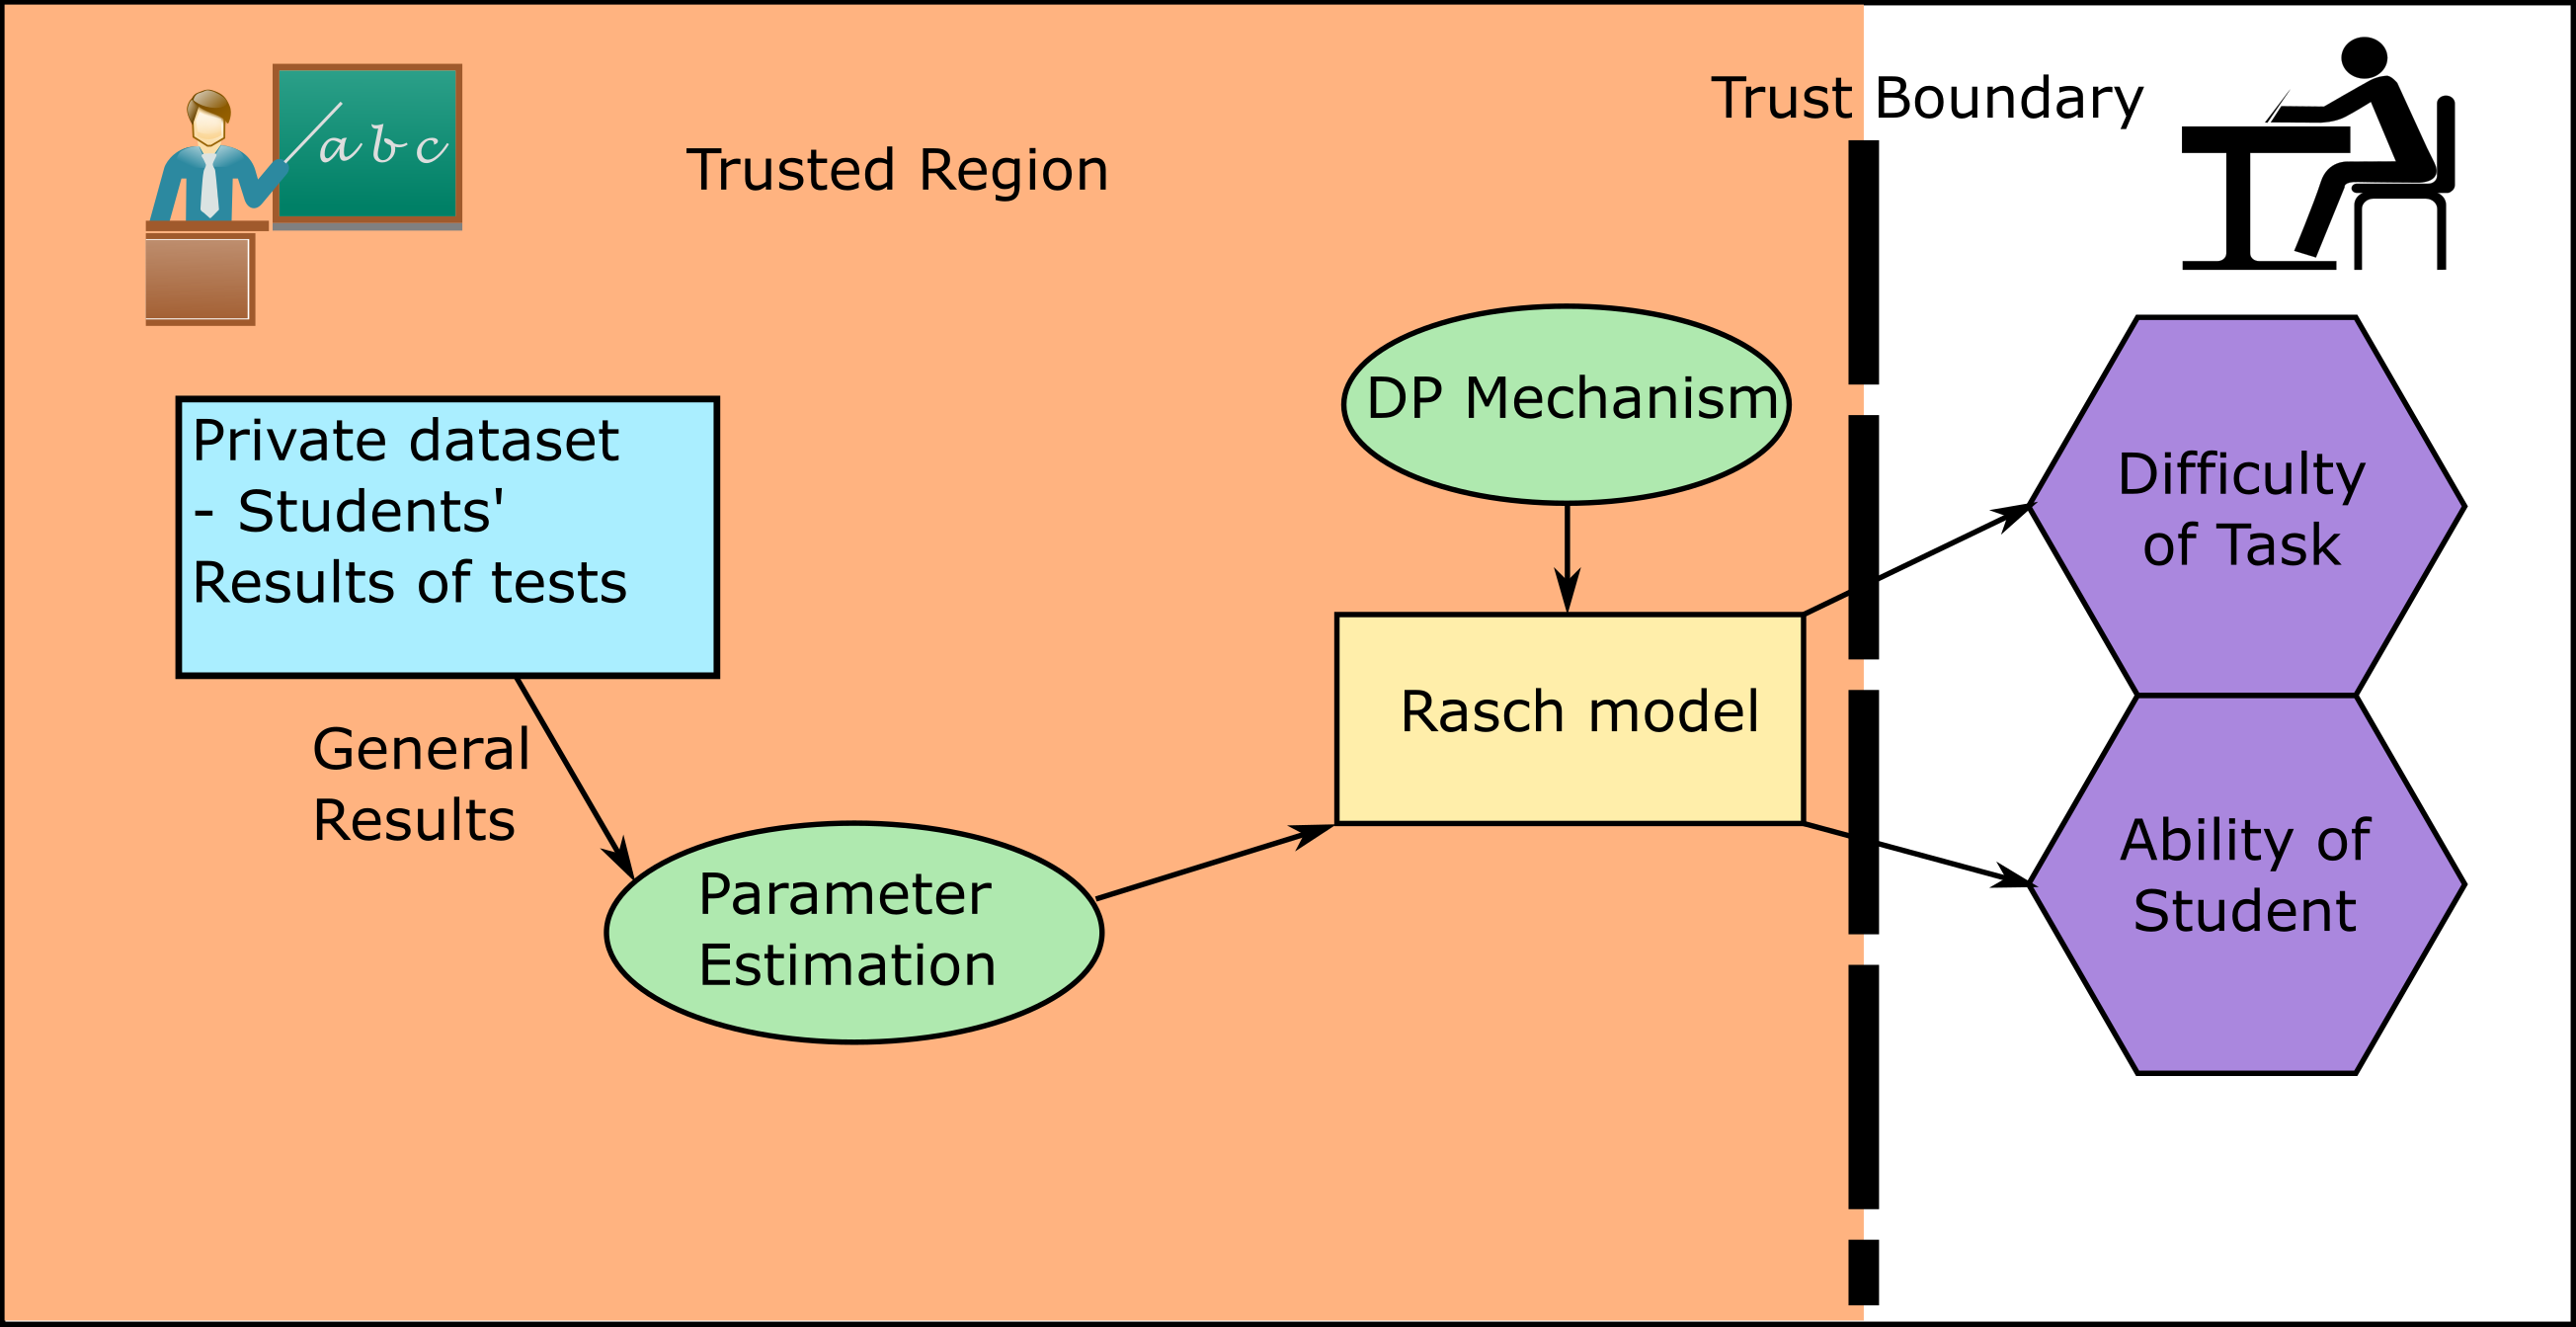 Trust Boundary
abc
Trusted Region
DP Mechanism
Private dataset
- Students'
Results of tests
Difficulty
of Task
Rasch model
General
Results
Ability of
Student
Parameter
Estimation